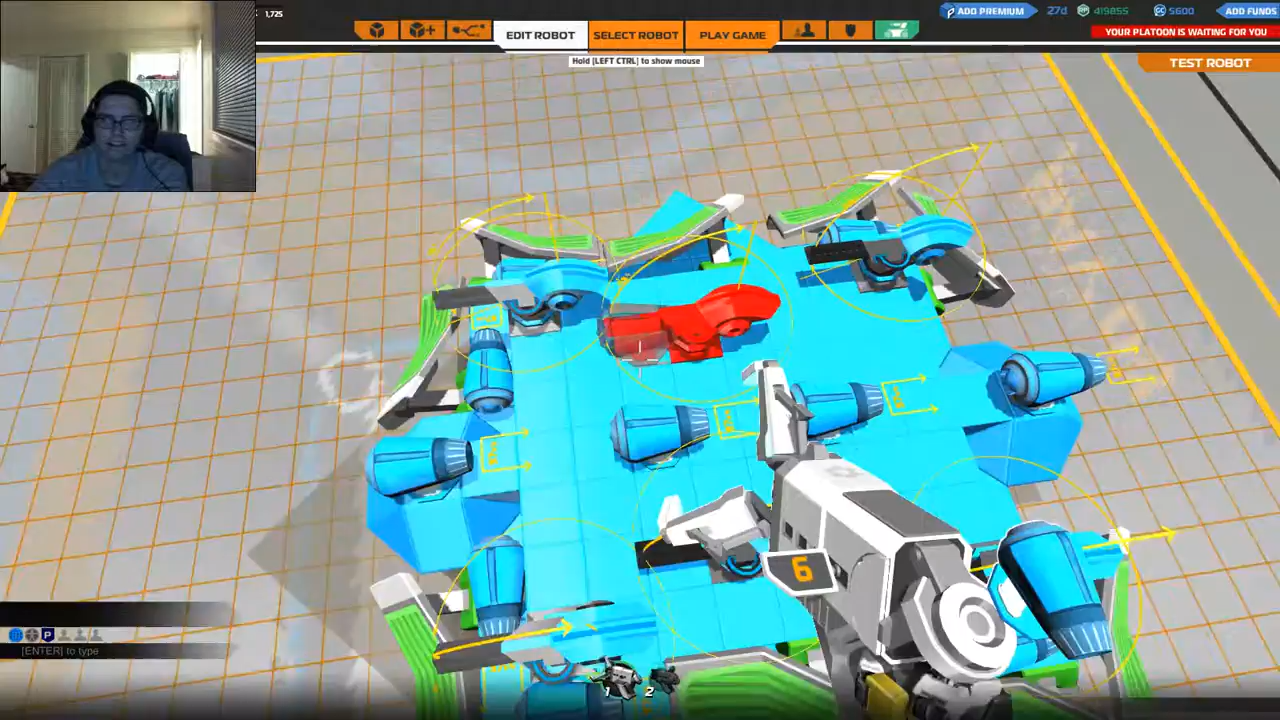 1,725
EDIT ROBOT
SELECT ROBOT
PLAY GAME
ADD PREMIUM
27d
419855
5600
ADD FUNDS
YOUR PLATOON IS WAITING FOR YOU
Hold [LEFT CTRL] to show mouse
TEST ROBOT
6
P
[ENTER] to type
1
2